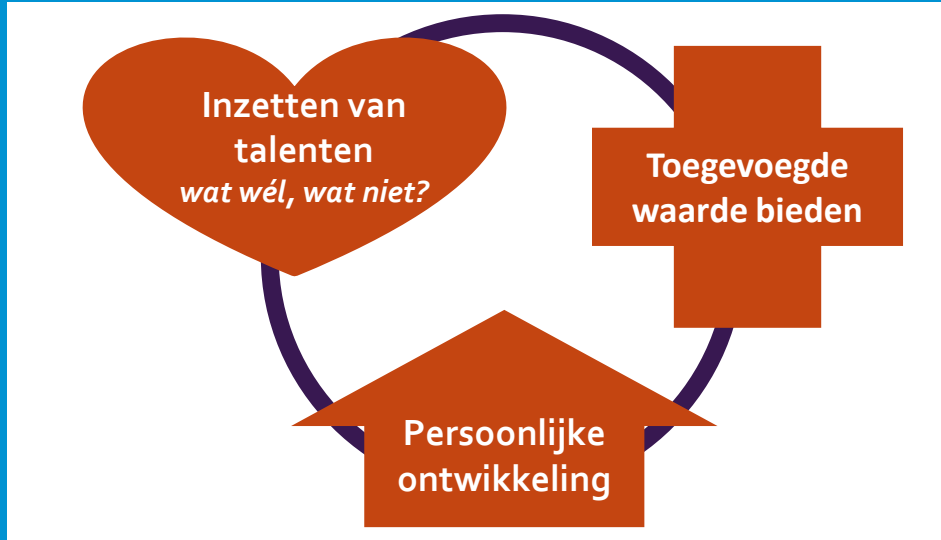 Inzetten van
talenten
wat wél, wat niet?
Toegevoegde
waarde bieden
Persoonlijke
ontwikkeling